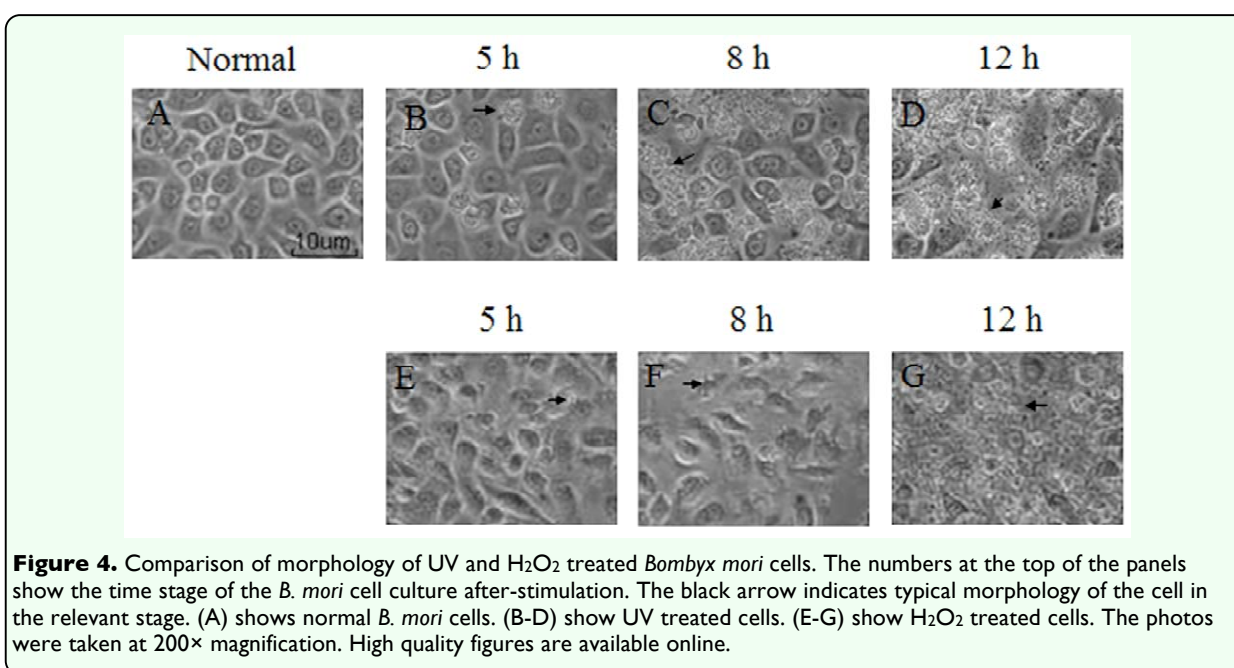 Normal 5 h 8 h 12 h
A B C D
10um
5 h 8 h 12 h
E F G
Figure 4. Comparison of morphology of UV and H₂O₂ treated Bombyx mori cells. The numbers at the top of the panels
show the time stage of the B. mori cell culture after-stimulation. The black arrow indicates typical morphology of the cell in
the relevant stage. (A) shows normal B. mori cells. (B-D) show UV treated cells. (E-G) show H₂O₂ treated cells. The photos
were taken at 200× magnification. High quality figures are available online.